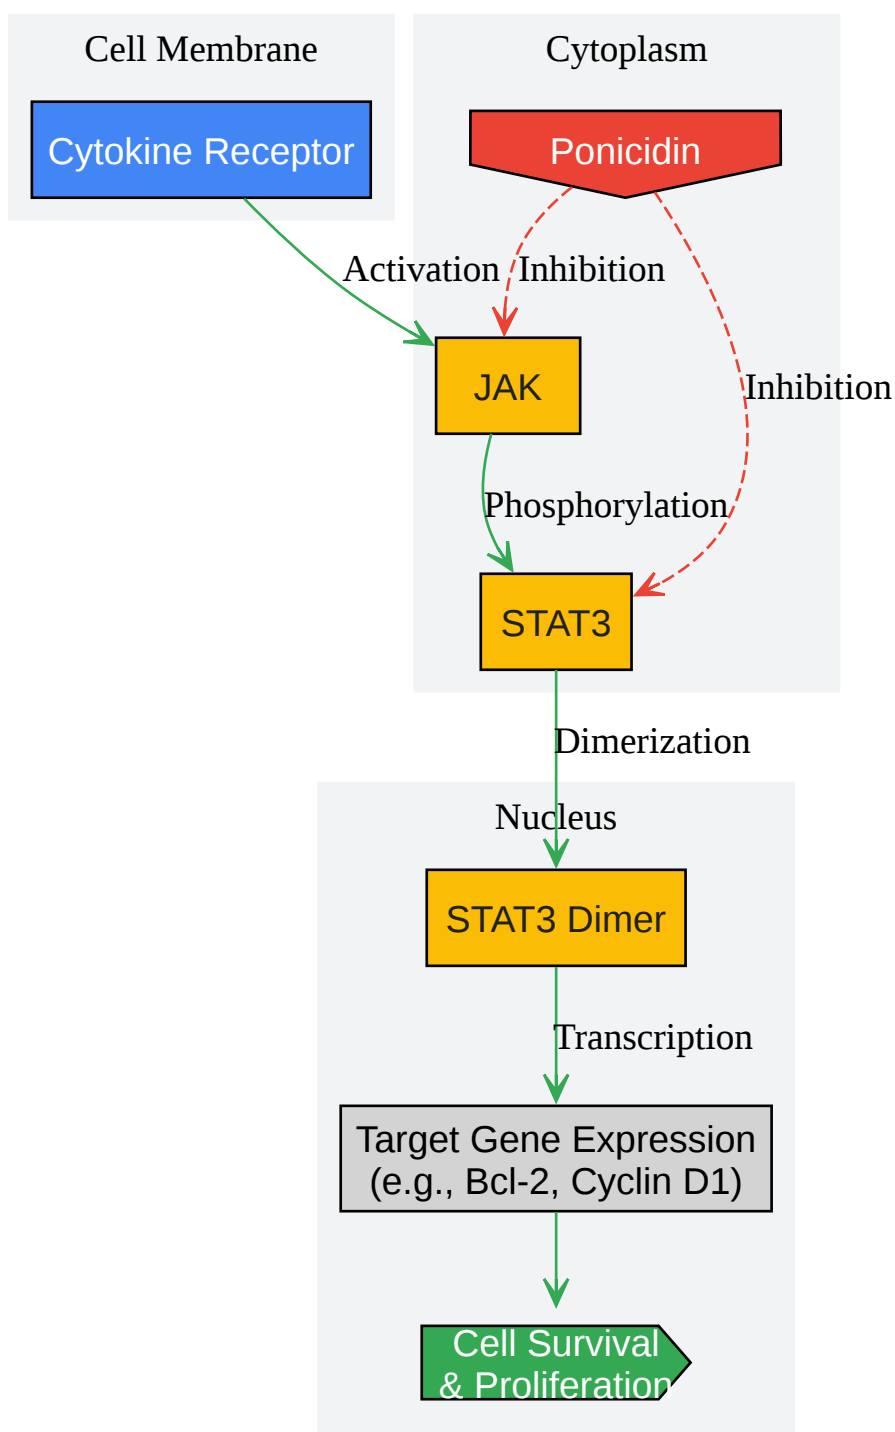 Cell Membrane
Cytoplasm
Cytokine Receptor
Ponicidin
Activation
Inhibition
JAK
Inhibition
Phosphorylation
STAT3
Dimerization
Nucleus
STAT3 Dimer
Transcription
Target Gene Expression
(e.g., Bcl-2, Cyclin D1)
Cell Survival
& Proliferation